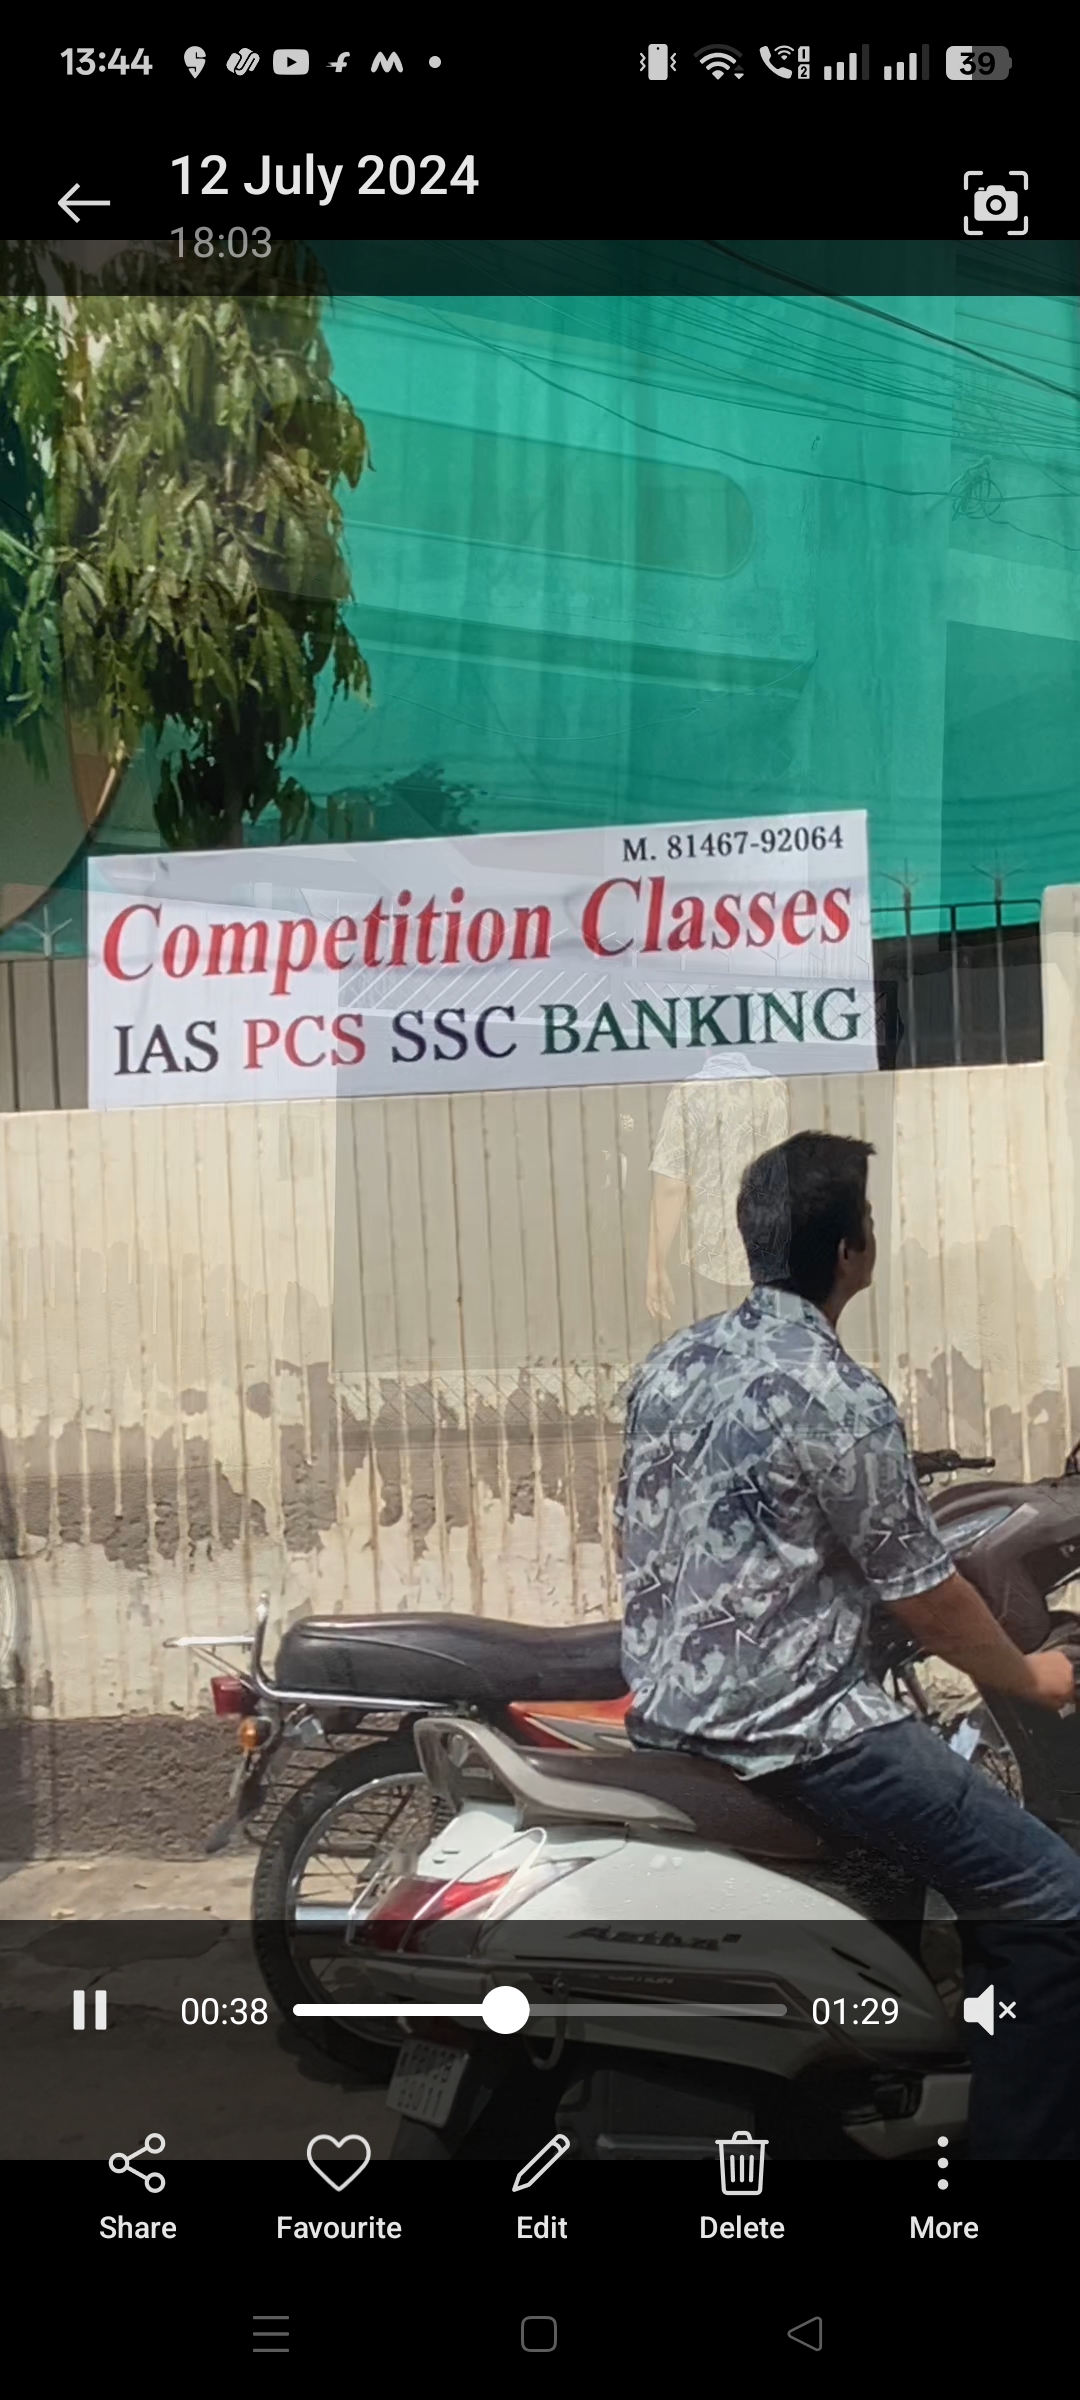 13:44
39
12 July 2024
18:03
M. 81467-92064
Competition Classes
IAS PCS SSC BANKING
00:38
01:29
Share
Favourite
Edit
Delete
More